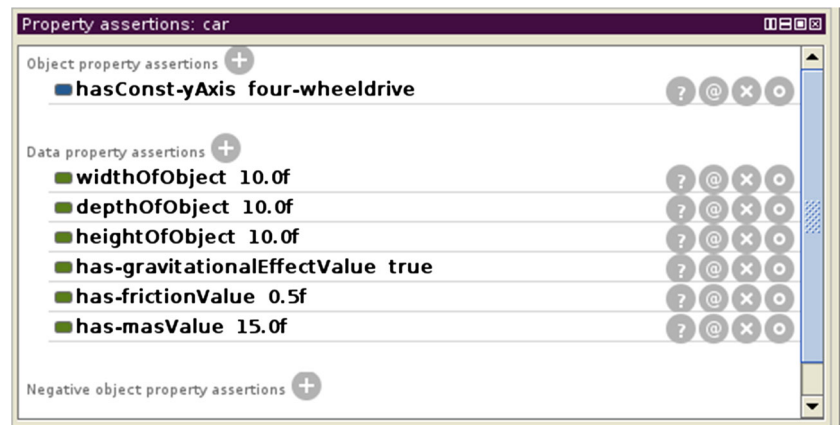 Property assertions: car
Object property assertions
hasConst-yAxis four-wheeldrive
Data property assertions
widthOfObject 10.0f
depthOfObject 10.0f
heightOfObject 10.0f
has-gravitationalEffectValue true
has-frictionValue 0.5f
has-masValue 15.0f
Negative object property assertions